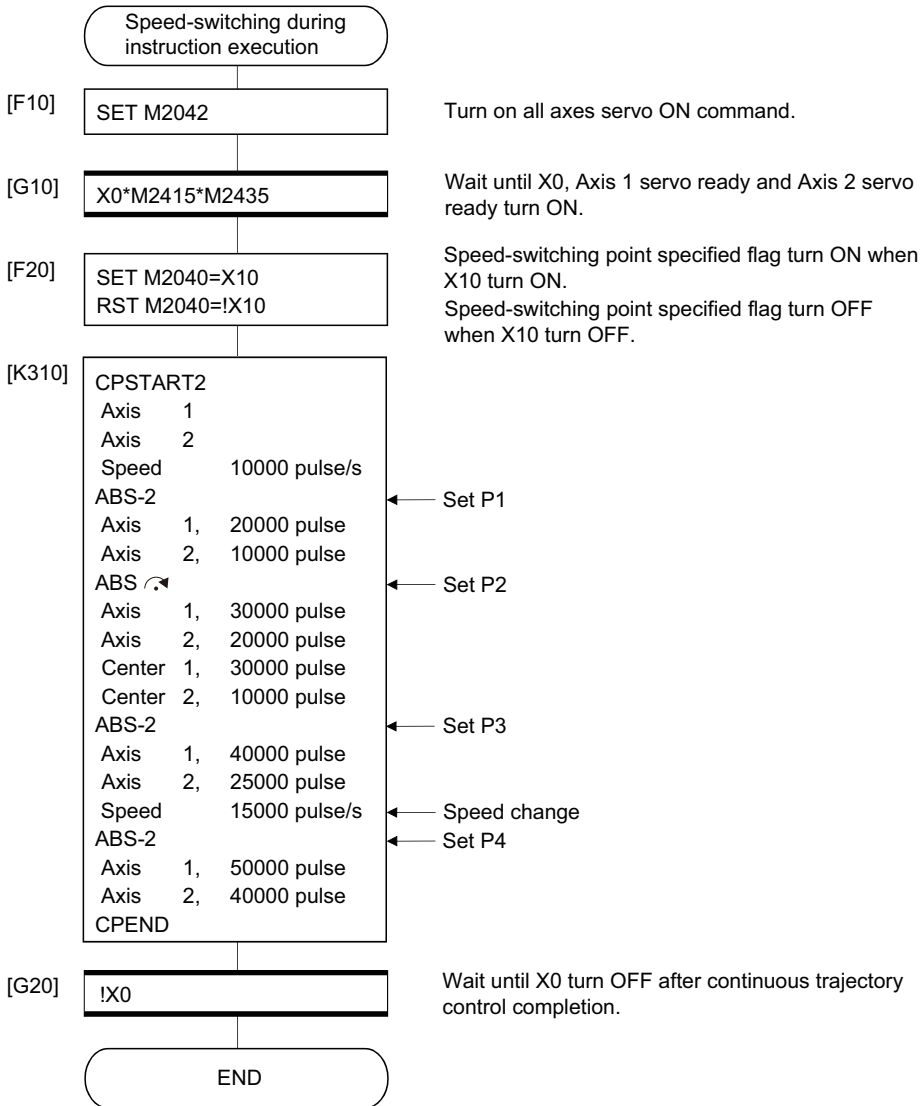 Speed-switching during
instruction execution
[F10]
SET M2042
Turn on all axes servo ON command.
[G10]
X0*M2415*M2435
Wait until X0, Axis 1 servo ready and Axis 2 servo
ready turn ON.
[F20]
SET M2040=X10
RST M2040=!X10
Speed-switching point specified flag turn ON when
X10 turn ON.
Speed-switching point specified flag turn OFF
when X10 turn OFF.
[K310]
CPSTART2
Axis 1
Axis 2
Speed 10000 pulse/s
ABS-2 Set P1
Axis 1, 20000 pulse
Axis 2, 10000 pulse
ABS Set P2
Axis 1, 30000 pulse
Axis 2, 20000 pulse
Center 1, 30000 pulse
Center 2, 10000 pulse
ABS-2 Set P3
Axis 1, 40000 pulse
Axis 2, 25000 pulse
Speed 15000 pulse/s Speed change
ABS-2 Set P4
Axis 1, 50000 pulse
Axis 2, 40000 pulse
CPEND
[G20]
!X0
Wait until X0 turn OFF after continuous trajectory
control completion.
END